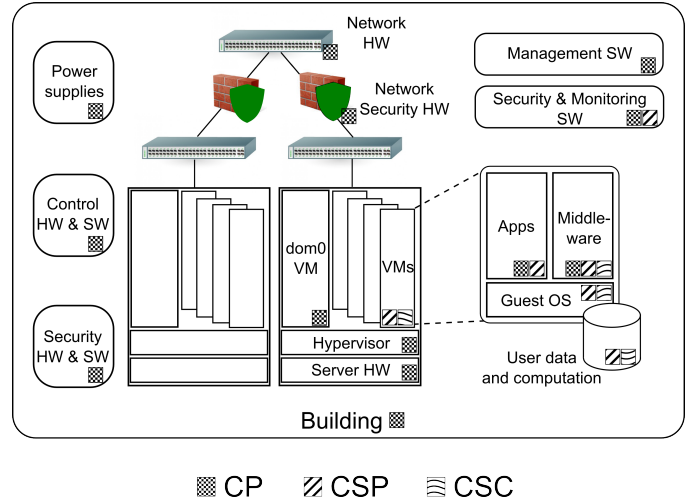 Network
HW
Power
supplies
Management SW
Network
Security HW
Security & Monitoring
SW
Control
HW & SW
dom0
VM
VMs
Apps
Middle-
ware
Guest OS
Security
HW & SW
Hypervisor
Server HW
User data
and computation
Building
CP
CSP
CSC